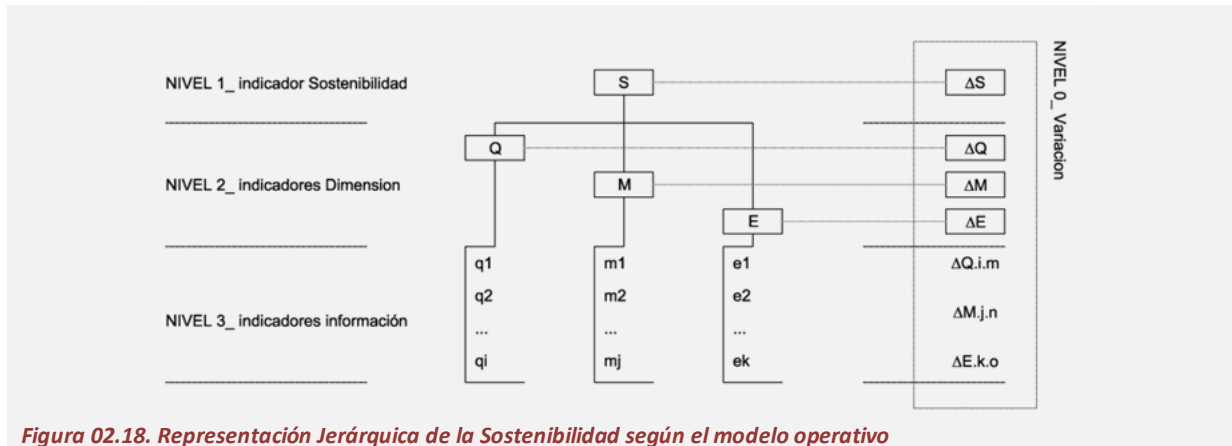 NIVEL 0_ Variacion
NIVEL 1_ indicador Sostenibilidad
S
ΔS
Q
ΔQ
NIVEL 2_ indicadores Dimension
M
ΔM
E
ΔE
q1
m1
e1
ΔQ.i.m
q2
m2
e2
NIVEL 3_ indicadores información
...
...
...
ΔM.j.n
qi
mj
ek
ΔE.k.o
Figura 02.18. Representación Jerárquica de la Sostenibilidad según el modelo operativo